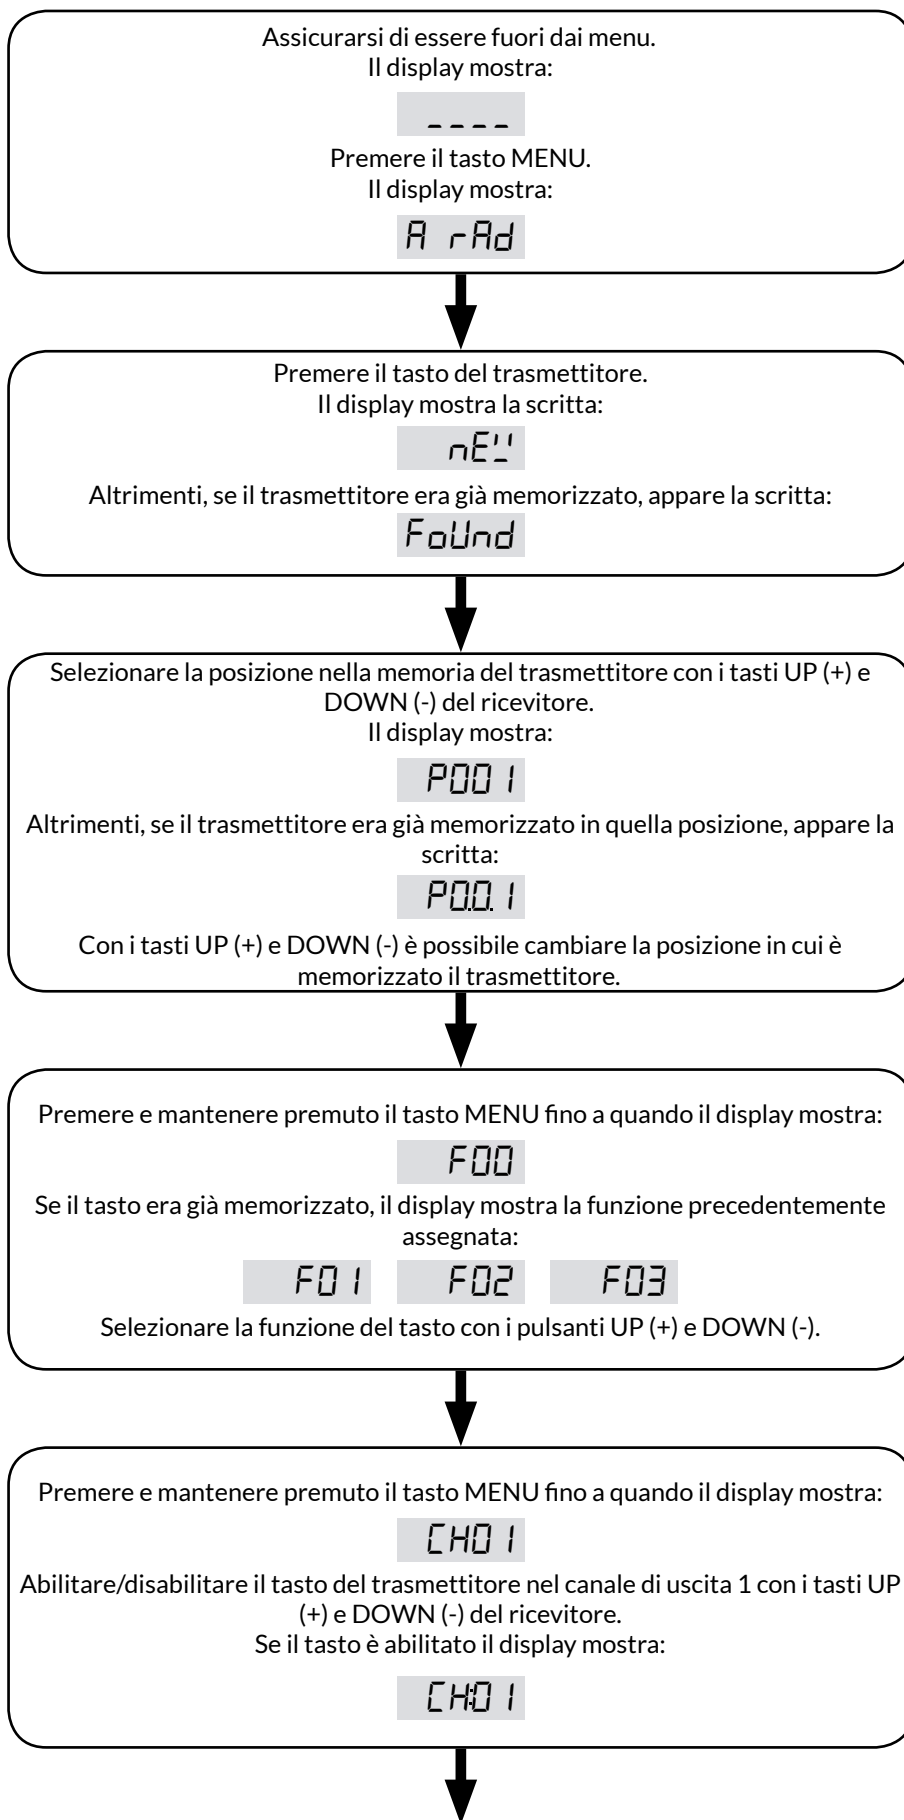 Assicurarsi di essere fuori dai menu.
Il display mostra:
_ _ _ _
Premere il tasto MENU.
Il display mostra:
A rAd
Premere il tasto del trasmettitore.
Il display mostra la scritta:
nEW
Altrimenti, se il trasmettitore era già memorizzato, appare la scritta:
FoUnd
Selezionare la posizione nella memoria del trasmettitore con i tasti UP (+) e
DOWN (-) del ricevitore.
Il display mostra:
P001
Altrimenti, se il trasmettitore era già memorizzato in quella posizione, appare la
scritta:
P0.0.1
Con i tasti UP (+) e DOWN (-) è possibile cambiare la posizione in cui è
memorizzato il trasmettitore.
Premere e mantenere premuto il tasto MENU fino a quando il display mostra:
F00
Se il tasto era già memorizzato, il display mostra la funzione precedentemente
assegnata:
F01 F02 F03
Selezionare la funzione del tasto con i pulsanti UP (+) e DOWN (-).
Premere e mantenere premuto il tasto MENU fino a quando il display mostra:
CH01
Abilitare/disabilitare il tasto del trasmettitore nel canale di uscita 1 con i tasti UP
(+) e DOWN (-) del ricevitore.
Se il tasto è abilitato il display mostra:
CH:01